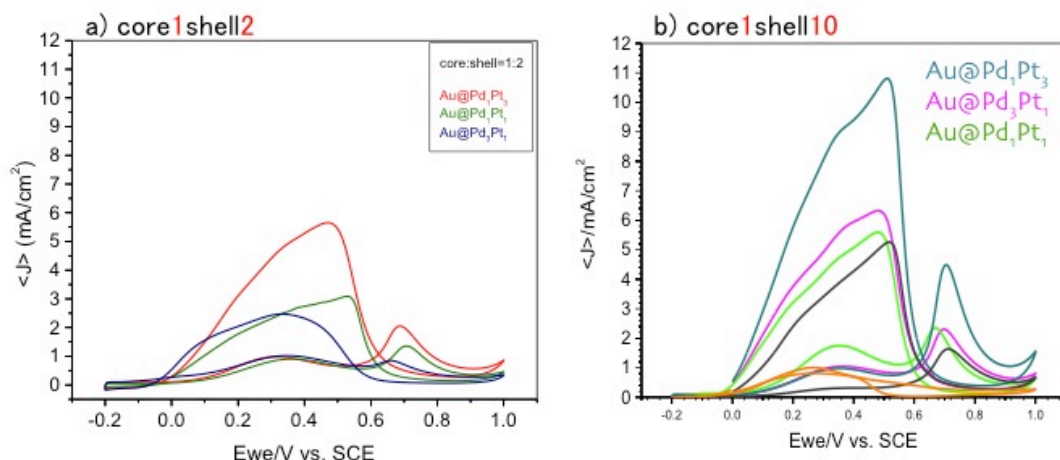 a) core1shell2
12
11
10
9
8
7
6
5
4
3
2
1
0
<J> (mA/cm²)
core:shell=1:2
Au@Pd₁Pt₃
Au@Pd₁Pt₁
Au@Pd₃Pt₁
-0.2 0.0 0.2 0.4 0.6 0.8 1.0
Ewe/V vs. SCE
b) core1shell10
12
11
10
9
8
7
6
5
4
3
2
1
0
<J>/mA/cm²
Au@Pd₁Pt₃
Au@Pd₃Pt₁
Au@Pd₁Pt₁
-0.2 0.0 0.2 0.4 0.6 0.8 1.0
Ewe/V vs. SCE